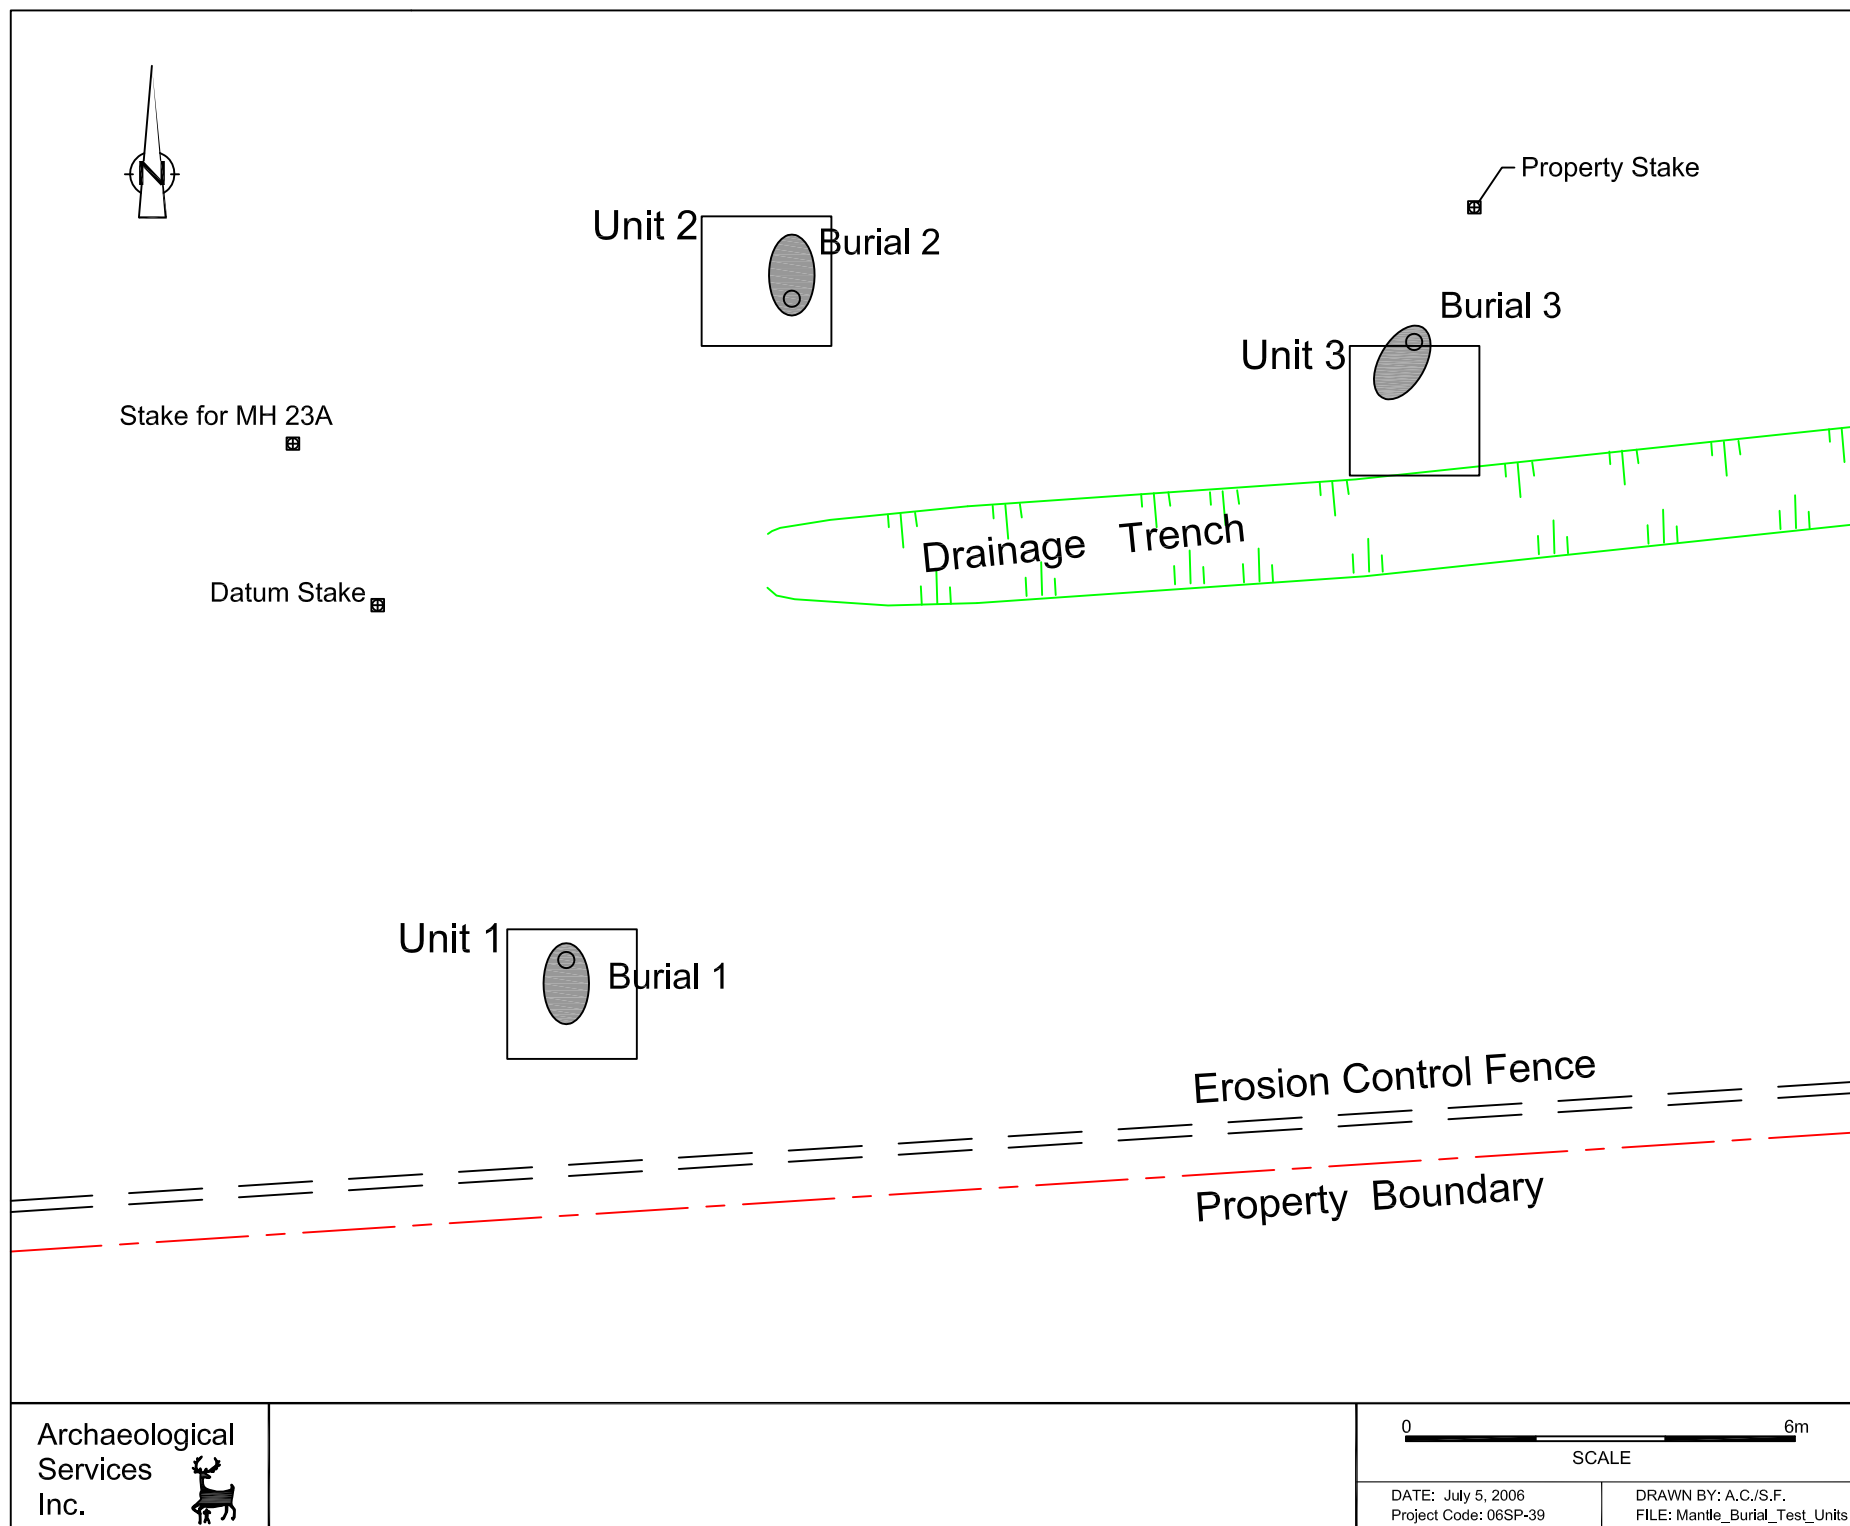 N
Property Stake
Unit 2
Burial 2
Burial 3
Unit 3
Stake for MH 23A
Drainage Trench
Datum Stake
Unit 1
Burial 1
Erosion Control Fence
Property Boundary
Archaeological
Services
Inc.
0 6m
SCALE
DATE: July 5, 2006
Project Code: 06SP-39
DRAWN BY: A.C./S.F.
FILE: Mantle_Burial_Test_Units